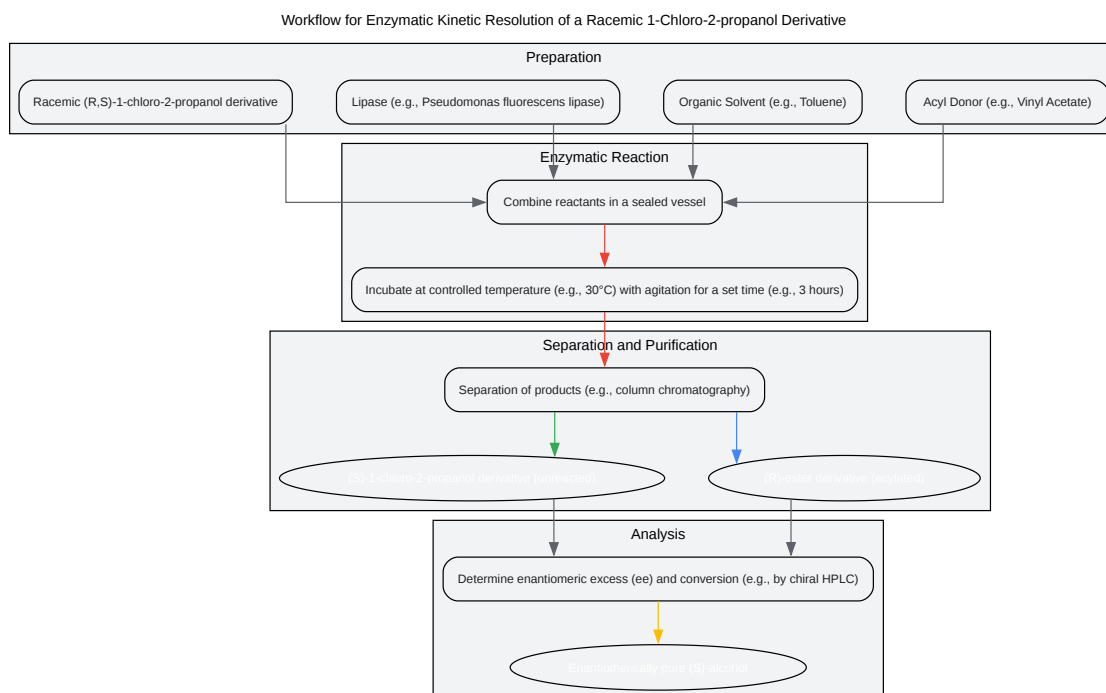 Workflow for Enzymatic Kinetic Resolution of a Racemic 1-Chloro-2-propanol Derivative
Preparation
Racemic (R,S)-1-chloro-2-propanol derivative
Lipase (e.g., Pseudomonas fluorescens lipase)
Organic Solvent (e.g., Toluene)
Acyl Donor (e.g., Vinyl Acetate)
Enzymatic Reaction
Combine reactants in a sealed vessel
Incubate at controlled temperature (e.g., 30°C) with agitation for a set time (e.g., 3 hours)
Separation and Purification
Separation of products (e.g., column chromatography)
(S)-1-chloro-2-propanol derivative (unreacted)
(R)-ester derivative (acylated)
Analysis
Determine enantiomeric excess (ee) and conversion (e.g., by chiral HPLC)
Enantiomerically pure (S)-alcohol